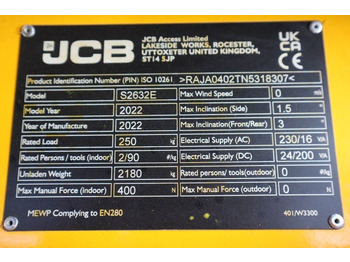 JCB
JCB Access Limited
LAKESIDE WORKS, ROCESTER,
UTTOXETER UNITED KINGDOM,
ST14 5JP
UK
CA
CE
Product Identification Number (PIN) ISO 10261 >RAJA0402TN5318307<
Model S2632E Max Wind Speed 0 m/s
Model Year 2022 Max Inclination (Side) 1.5 °
Year of Manufacture 2022 Max Inclination (Front/Rear) 3 °
Rated Load 250 kg Electrical Supply (AC) 230/16 V/A
Rated Persons / tools (indoor) 2/90 #/kg Electrical Supply (DC) 24/200 V/A
Unladen Weight 2180 kg Rated persons / tools(outdoor) 0 #/kg
Max Manual Force (indoor) 400 N Max Manual Force (outdoor) 0 N
MEWP Complying to EN280 401/W3300